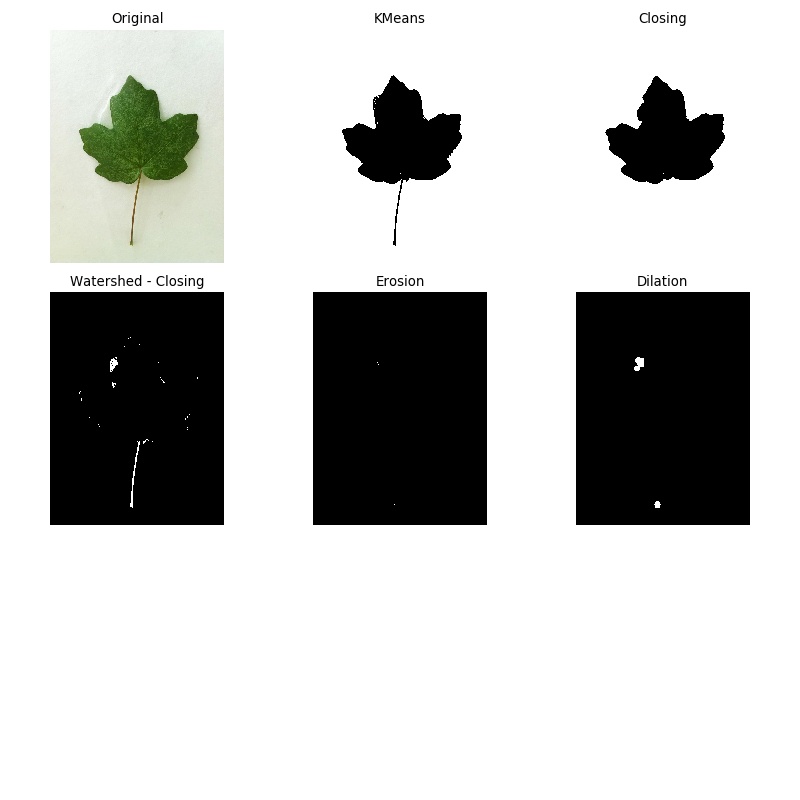 Original
KMeans
Closing
Watershed - Closing
Erosion
Dilation